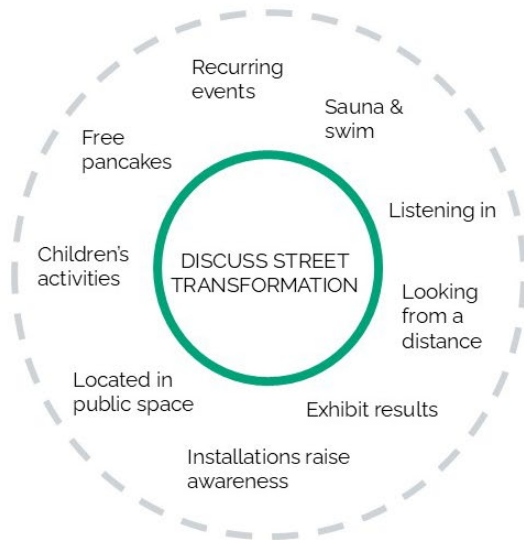 Recurring
events
Sauna &
swim
Free
pancakes
Listening in
Children's
activities
DISCUSS STREET
TRANSFORMATION
Looking
from a
distance
Located in
public space
Exhibit results
Installations raise
awareness